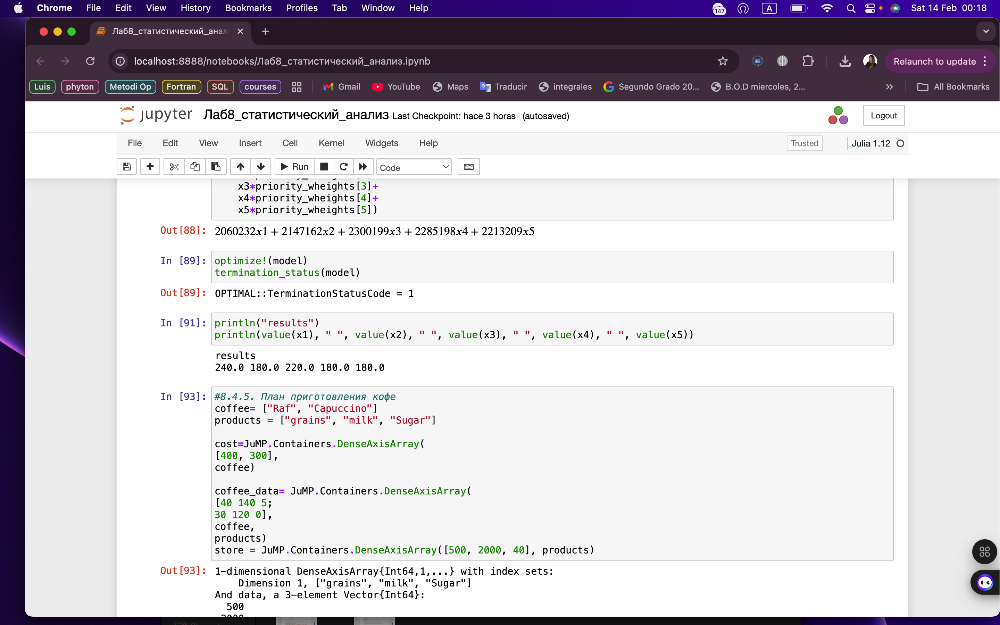 Chrome File Edit View History Bookmarks Profiles Tab Window Help 147 A Sat 14 Feb 00:18
Лаб8_статистический_анал
localhost:8888/notebooks/Лаб8_статистический_анализ.ipynb Relaunch to update
Luis phyton Metodi Op Fortran SQL courses Gmail YouTube Maps Traducir integrales Segundo Grado 20... B.O.D miercoles, 2... All Bookmarks
jupyter Лаб8_статистический_анализ Last Checkpoint: hace 3 horas (autosaved) Logout
File Edit View Insert Cell Kernel Widgets Help Trusted Julia 1.12
Run Code
x3*priority_wheights[3]+
x4*priority_wheights[4]+
x5*priority_wheights[5])
Out[88]: 2060232x1 + 2147162x2 + 2300199x3 + 2285198x4 + 2213209x5
In [89]: optimize!(model)
termination_status(model)
Out[89]: OPTIMAL::TerminationStatusCode = 1
In [91]: println("results")
println(value(x1), " ", value(x2), " ", value(x3), " ", value(x4), " ", value(x5))
results
240.0 180.0 220.0 180.0 180.0
In [93]: #8.4.5. План приготовления кофе
coffee= ["Raf", "Capuccino"]
products = ["grains", "milk", "Sugar"]
cost=JuMP.Containers.DenseAxisArray(
[400, 300],
coffee)
coffee_data= JuMP.Containers.DenseAxisArray(
[40 140 5;
30 120 0],
coffee,
products)
store = JuMP.Containers.DenseAxisArray([500, 2000, 40], products)
Out[93]: 1-dimensional DenseAxisArray{Int64,1,...} with index sets:
Dimension 1, ["grains", "milk", "Sugar"]
And data, a 3-element Vector{Int64}:
500